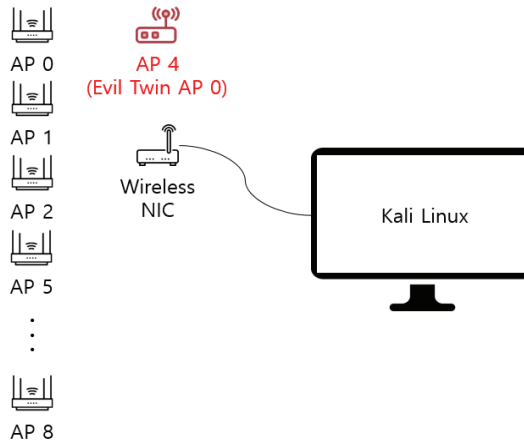 AP 0
AP 4
(Evil Twin AP 0)
AP 1
Wireless
NIC
AP 2
Kali Linux
AP 5
AP 8